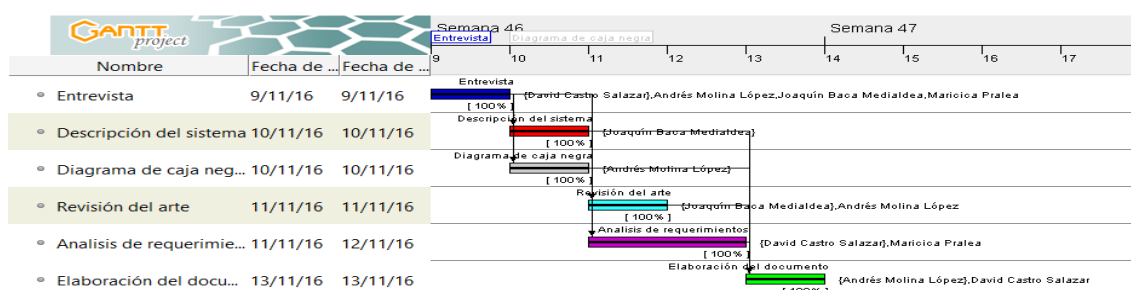 GANTT
project
Semana 46
Semana 47
Entrevista
Diagrama de caja negra
Nombre Fecha de ... Fecha de ...
9 10 11 12 13 14 15 16 17
Entrevista 9/11/16 9/11/16
Entrevista
[ 100% ]
{David Castro Salazar},Andrés Molina López,Joaquín Baca Medialdea,Maricica Pralea
Descripción del sistema 10/11/16 10/11/16
Descripción del sistema
[ 100% ]
{Joaquín Baca Medialdea}
Diagrama de caja neg... 10/11/16 10/11/16
Diagrama de caja negra
[ 100% ]
{Andrés Molina López}
Revisión del arte 11/11/16 11/11/16
Revisión del arte
[ 100% ]
{Joaquín Baca Medialdea},Andrés Molina López
Analisis de requerimie... 11/11/16 12/11/16
Analisis de requerimientos
[ 100% ]
{David Castro Salazar},Maricica Pralea
Elaboración del docu... 13/11/16 13/11/16
Elaboración del documento
[ 100% ]
{Andrés Molina López},David Castro Salazar